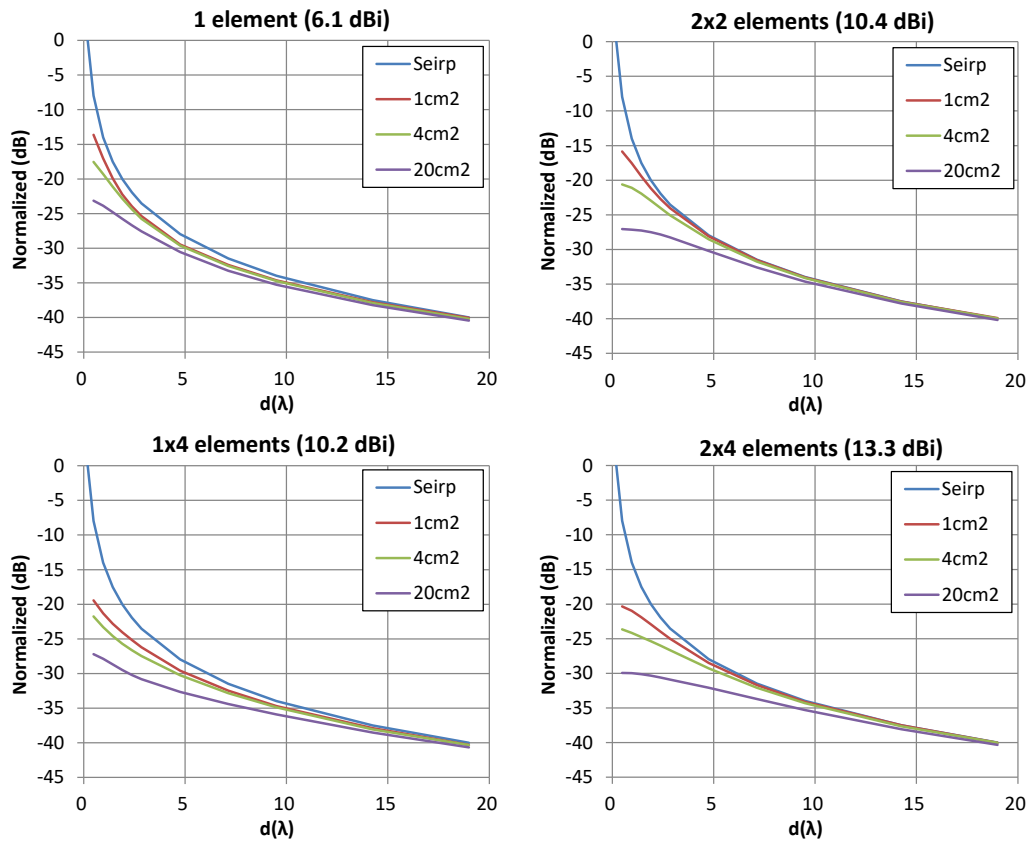 1 element (6.1 dBi)
Normalized (dB)
0
-5
-10
-15
-20
-25
-30
-35
-40
-45
Seirp
1cm2
4cm2
20cm2
0 5 10 15 20
d(λ)
2x2 elements (10.4 dBi)
Normalized (dB)
0
-5
-10
-15
-20
-25
-30
-35
-40
-45
Seirp
1cm2
4cm2
20cm2
0 5 10 15 20
d(λ)
1x4 elements (10.2 dBi)
Normalized (dB)
0
-5
-10
-15
-20
-25
-30
-35
-40
-45
Seirp
1cm2
4cm2
20cm2
0 5 10 15 20
d(λ)
2x4 elements (13.3 dBi)
Normalized (dB)
0
-5
-10
-15
-20
-25
-30
-35
-40
-45
Seirp
1cm2
4cm2
20cm2
0 5 10 15 20
d(λ)